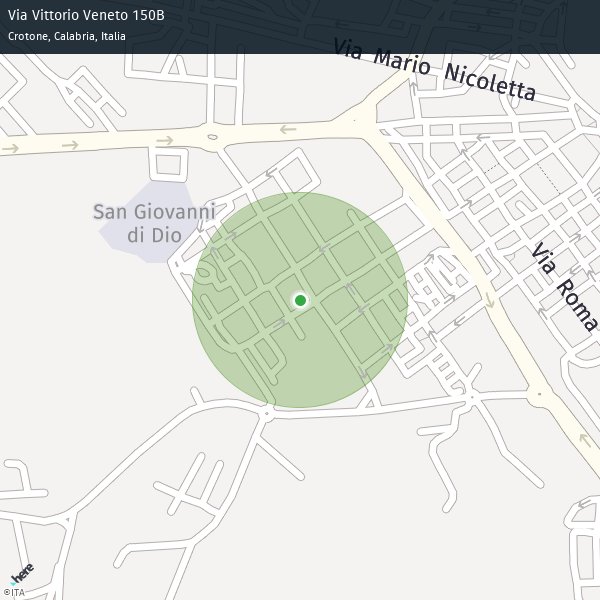 Via Vittorio Veneto 150B
Crotone, Calabria, Italia
Via Mario Nicoletta
San Giovanni
di Dio
Via Roma
here
©ITA